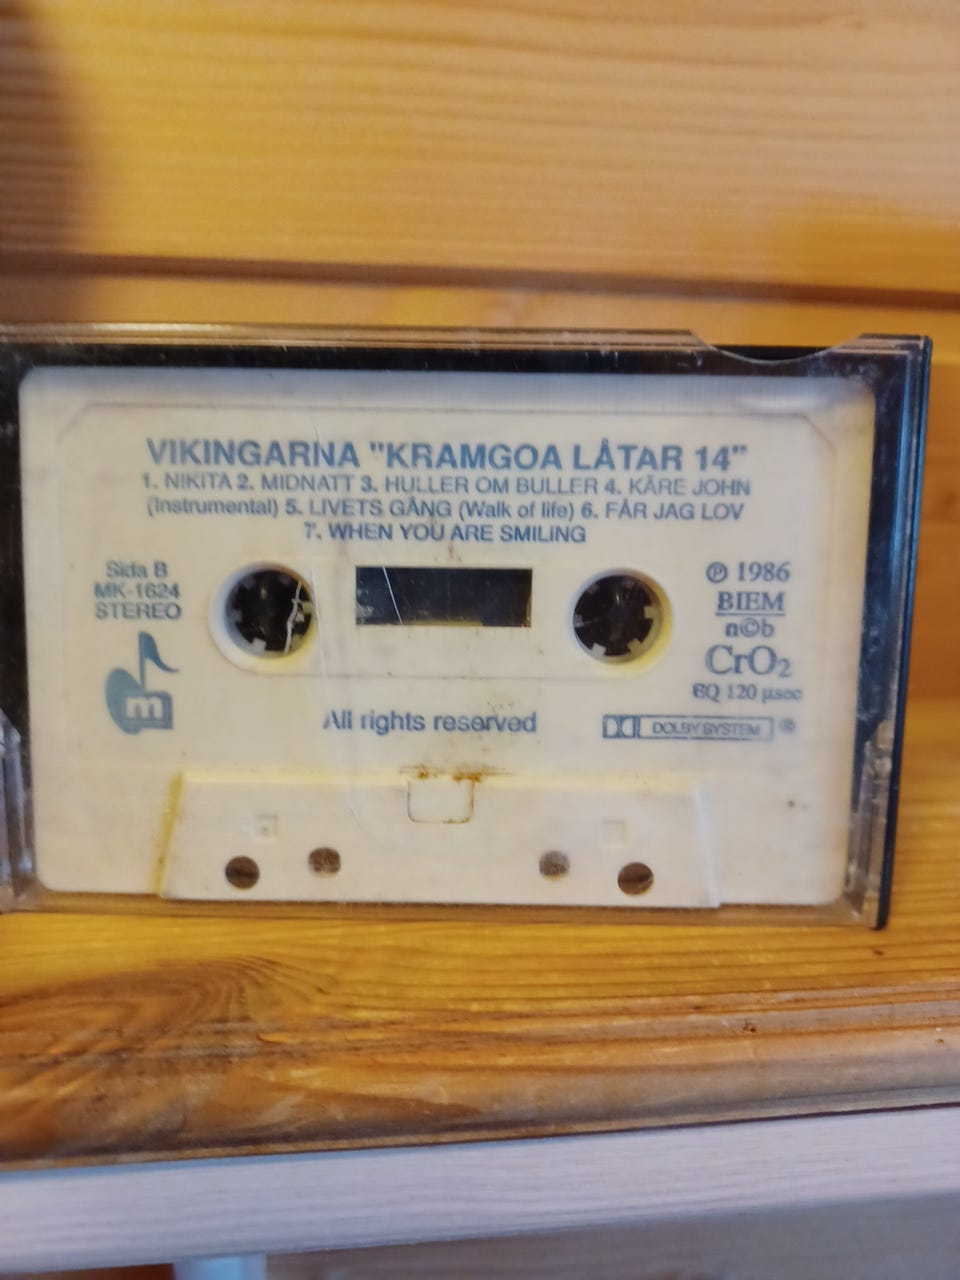 VIKINGARNA "KRAMGOA LÅTAR 14"
1. NIKITA 2. MIDNATT 3. HULLER OM BULLER 4. KÄRE JOHN
(Instrumental) 5. LIVETS GÅNG (Walk of life) 6. FÅR JAG LOV
7. WHEN YOU ARE SMILING
Sida B
MK-1624
STEREO
m
℗ 1986
BIEM
n©b
CrO₂
EQ 120 µsec
All rights reserved
DOLBY SYSTEM ®